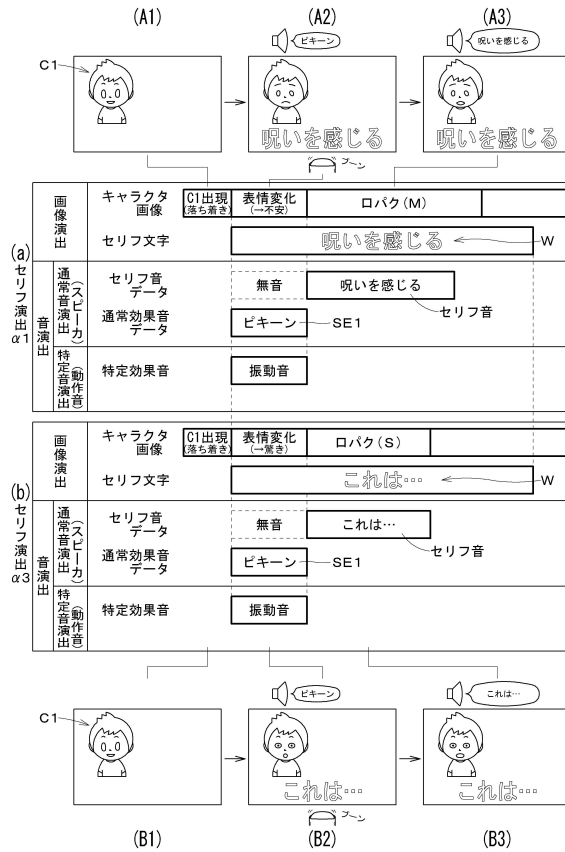 (A1)
(A2)
(A3)
C1
ピキーン
呪いを感じる
呪いを感じる
呪いを感じる
ブーン
(a)
セリフ演出α1
画像演出
キャラクタ画像
C1出現
(落ち着き)
表情変化
(→不安)
ロパク(M)
セリフ文字
呪いを感じる
W
音演出
通常音演出
(スピーカ)
セリフ音データ
無音
呪いを感じる
セリフ音
通常効果音データ
ピキーン
SE1
特定音演出
(動作音)
特定効果音
振動音
(b)
セリフ演出α3
画像演出
キャラクタ画像
C1出現
(落ち着き)
表情変化
(→驚き)
ロパク(S)
セリフ文字
これは…
W
音演出
通常音演出
(スピーカ)
セリフ音データ
無音
これは…
セリフ音
通常効果音データ
ピキーン
SE1
特定音演出
(動作音)
特定効果音
振動音
C1
ピキーン
これは…
これは…
これは…
ブーン
(B1)
(B2)
(B3)